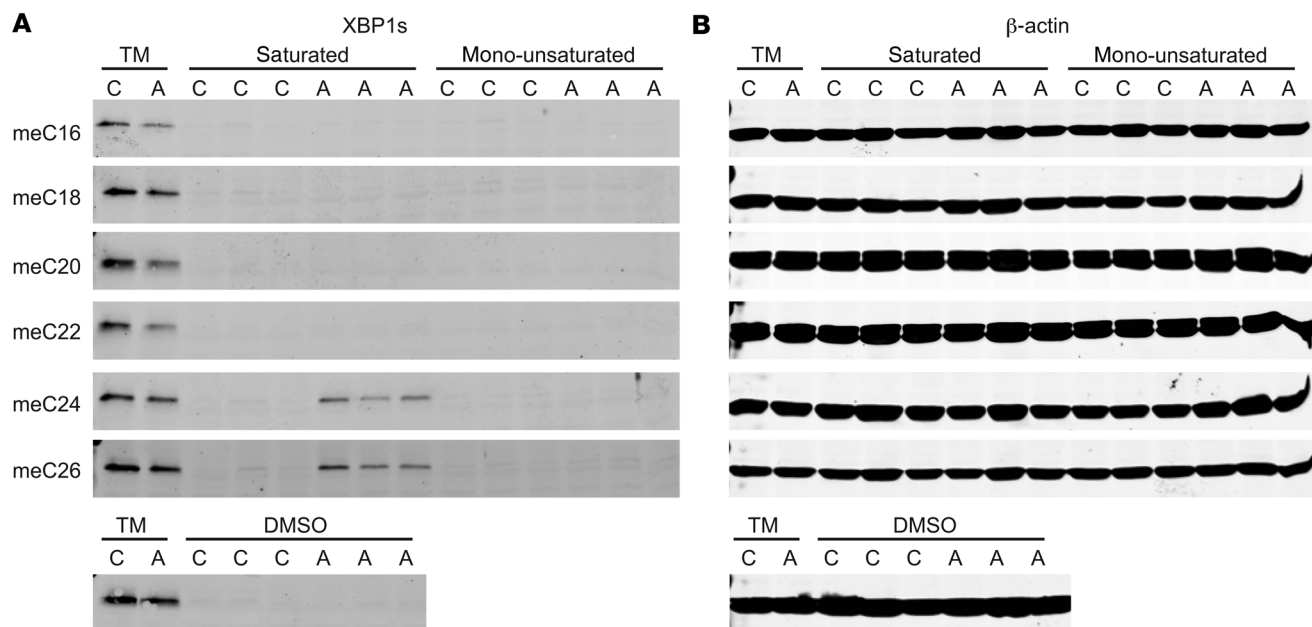 A XBP1s B β-actin
TM Saturated Mono-unsaturated TM Saturated Mono-unsaturated
C A C C C A A A C C C A A A C A C C C A A A C C C A A A
meC16
meC18
meC20
meC22
meC24
meC26
TM DMSO TM DMSO
C A C C C A A A C A C C C A A A